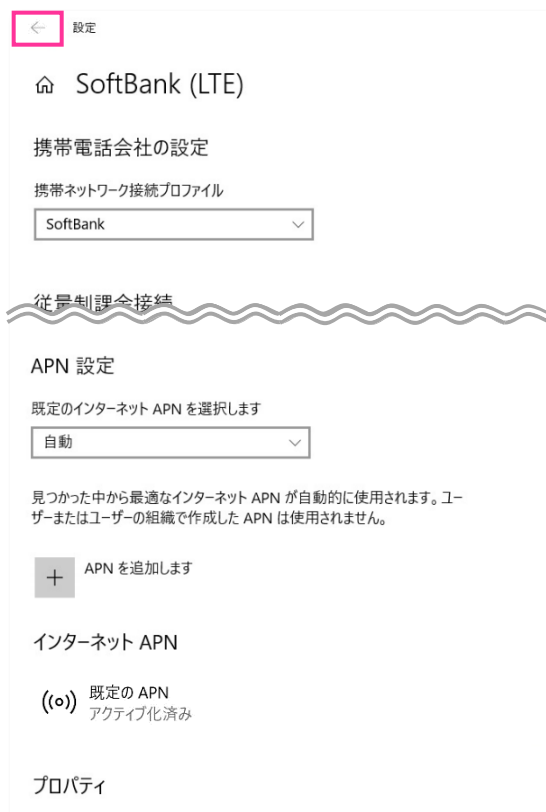 設定
SoftBank (LTE)
携帯電話会社の設定
携帯ネットワーク接続プロファイル
SoftBank
従量制課金接続
APN 設定
既定のインターネット APN を選択します
自動
見つかった中から最適なインターネット APN が自動的に使用されます。ユー
ザーまたはユーザーの組織で作成した APN は使用されません。
APN を追加します
インターネット APN
既定の APN
アクティブ化済み
プロパティ